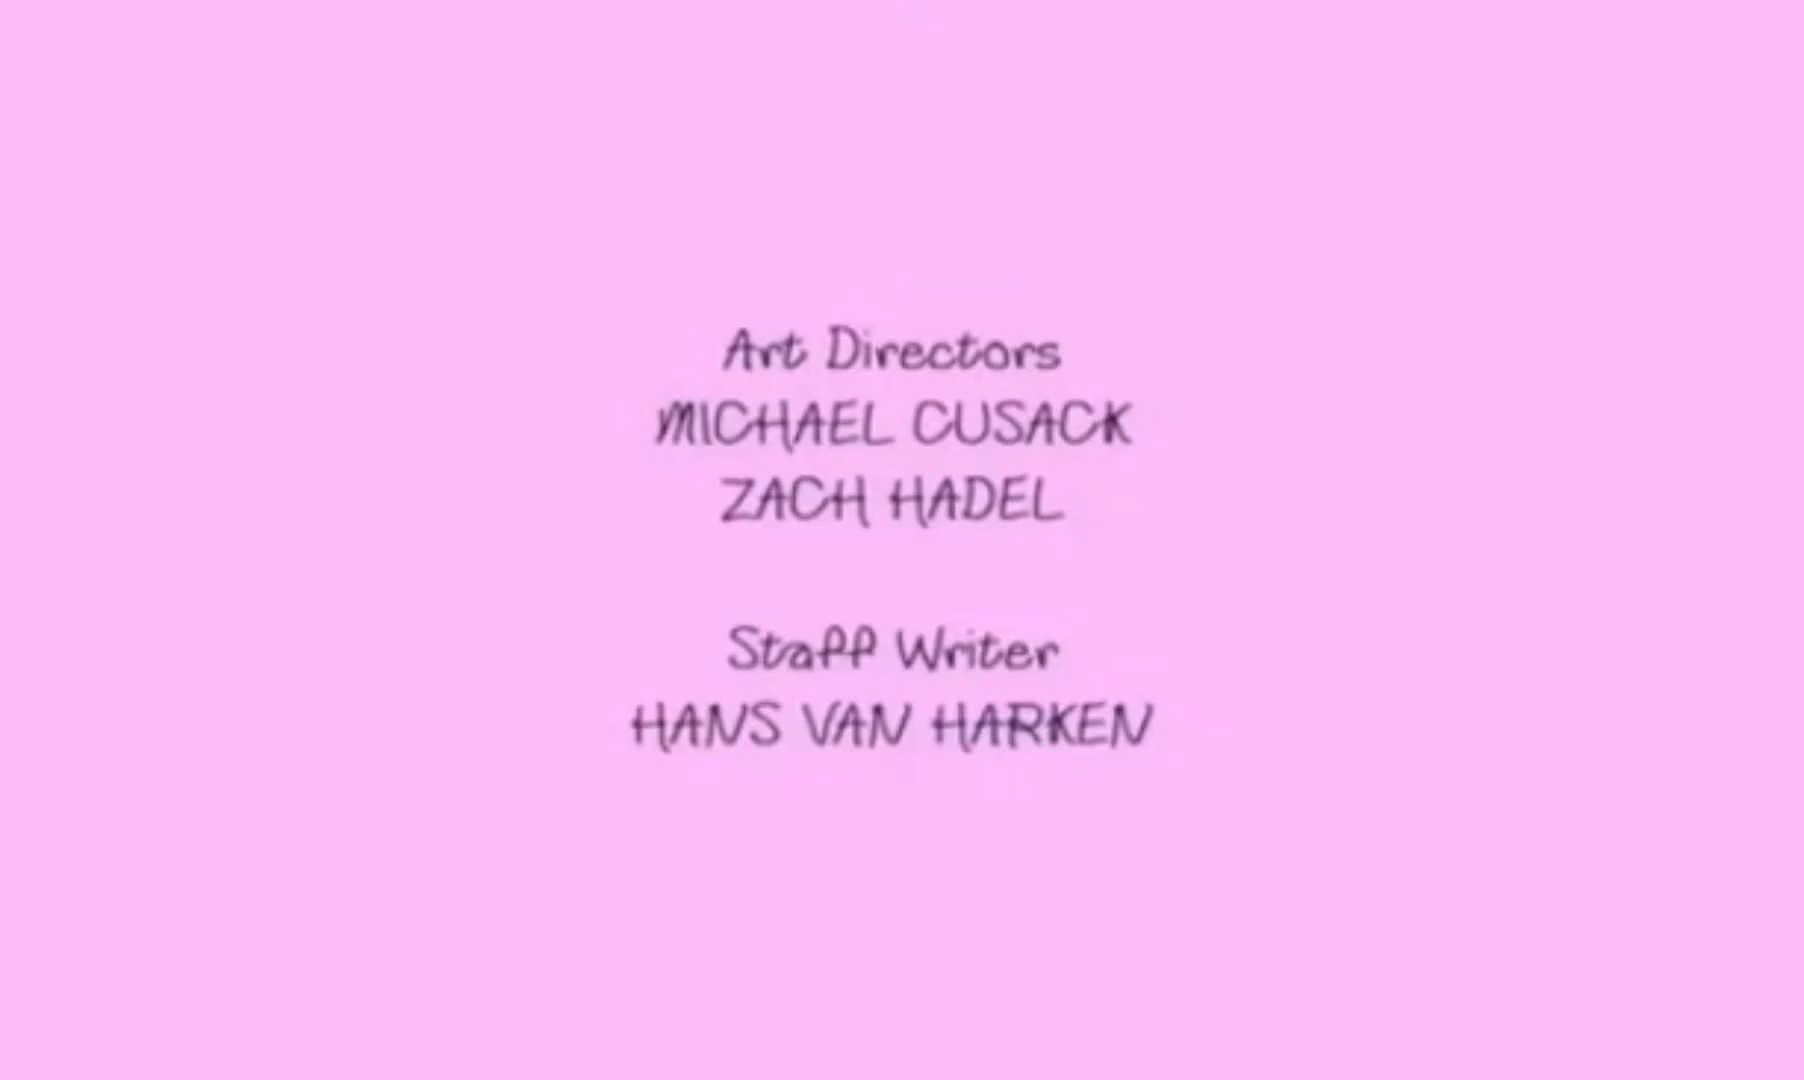 Art Directors
MICHAEL CUSACK
ZACH HADEL
Staff Writer
HANS VAN HARKEN